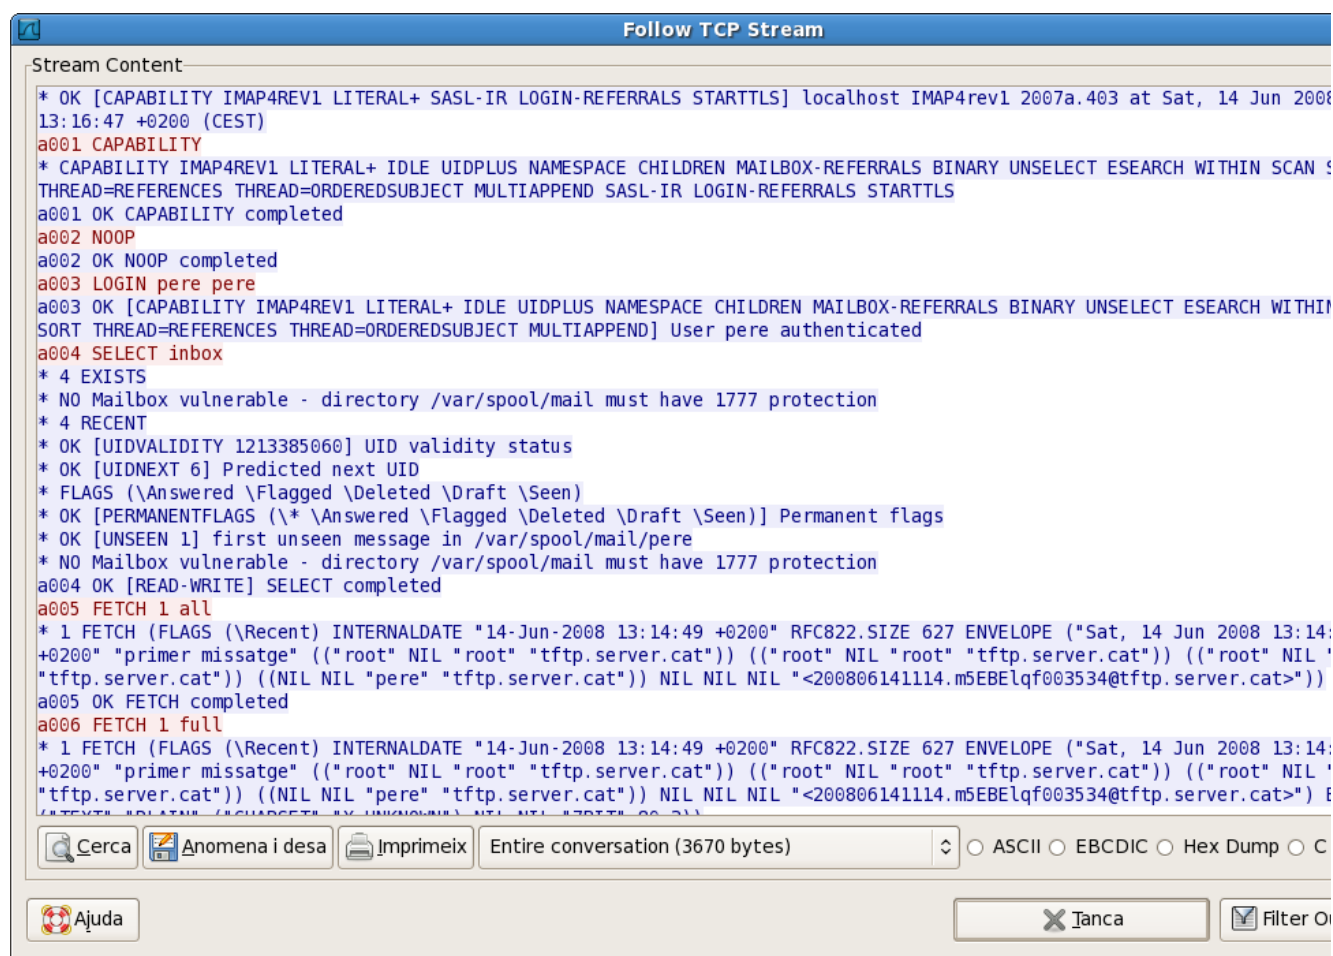 Follow TCP Stream
Stream Content
* OK [CAPABILITY IMAP4REV1 LITERAL+ SASL-IR LOGIN-REFERRALS STARTTLS] localhost IMAP4rev1 2007a.403 at Sat, 14 Jun 2008
13:16:47 +0200 (CEST)
a001 CAPABILITY
* CAPABILITY IMAP4REV1 LITERAL+ IDLE UIDPLUS NAMESPACE CHILDREN MAILBOX-REFERRALS BINARY UNSELECT ESEARCH WITHIN SCAN S
THREAD=REFERENCES THREAD=ORDEREDSUBJECT MULTIAPPEND SASL-IR LOGIN-REFERRALS STARTTLS
a001 OK CAPABILITY completed
a002 NOOP
a002 OK NOOP completed
a003 LOGIN pere pere
a003 OK [CAPABILITY IMAP4REV1 LITERAL+ IDLE UIDPLUS NAMESPACE CHILDREN MAILBOX-REFERRALS BINARY UNSELECT ESEARCH WITHIN
SORT THREAD=REFERENCES THREAD=ORDEREDSUBJECT MULTIAPPEND] User pere authenticated
a004 SELECT inbox
* 4 EXISTS
* NO Mailbox vulnerable - directory /var/spool/mail must have 1777 protection
* 4 RECENT
* OK [UIDVALIDITY 1213385060] UID validity status
* OK [UIDNEXT 6] Predicted next UID
* FLAGS (\Answered \Flagged \Deleted \Draft \Seen)
* OK [PERMANENTFLAGS (\* \Answered \Flagged \Deleted \Draft \Seen)] Permanent flags
* OK [UNSEEN 1] first unseen message in /var/spool/mail/pere
* NO Mailbox vulnerable - directory /var/spool/mail must have 1777 protection
a004 OK [READ-WRITE] SELECT completed
a005 FETCH 1 all
* 1 FETCH (FLAGS (\Recent) INTERNALDATE "14-Jun-2008 13:14:49 +0200" RFC822.SIZE 627 ENVELOPE ("Sat, 14 Jun 2008 13:14:
+0200" "primer missatge" (("root" NIL "root" "tftp.server.cat")) (("root" NIL "root" "tftp.server.cat")) (("root" NIL "
"tftp.server.cat")) ((NIL NIL "pere" "tftp.server.cat")) NIL NIL NIL "<200806141114.m5EBElqf003534@tftp.server.cat>"))
a005 OK FETCH completed
a006 FETCH 1 full
* 1 FETCH (FLAGS (\Recent) INTERNALDATE "14-Jun-2008 13:14:49 +0200" RFC822.SIZE 627 ENVELOPE ("Sat, 14 Jun 2008 13:14:
+0200" "primer missatge" (("root" NIL "root" "tftp.server.cat")) (("root" NIL "root" "tftp.server.cat")) (("root" NIL "
"tftp.server.cat")) ((NIL NIL "pere" "tftp.server.cat")) NIL NIL NIL "<200806141114.m5EBElqf003534@tftp.server.cat>") B
("TEXT" "PLAIN" ("CHARSET" "X-UNKNOWN") NIL NIL "7BIT" 80 3))
Cerca Anomena i desa Imprimeix Entire conversation (3670 bytes) ASCII EBCDIC Hex Dump C
Ajuda Tanca Filter Ou